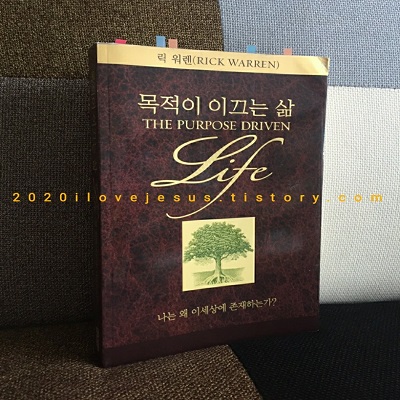 릭 워렌(RICK WARREN)
목적이 이끄는 삶
THE PURPOSE DRIVEN
Life
2020ilovejesus.tistory.com
나는 왜 이세상에 존재하는가?